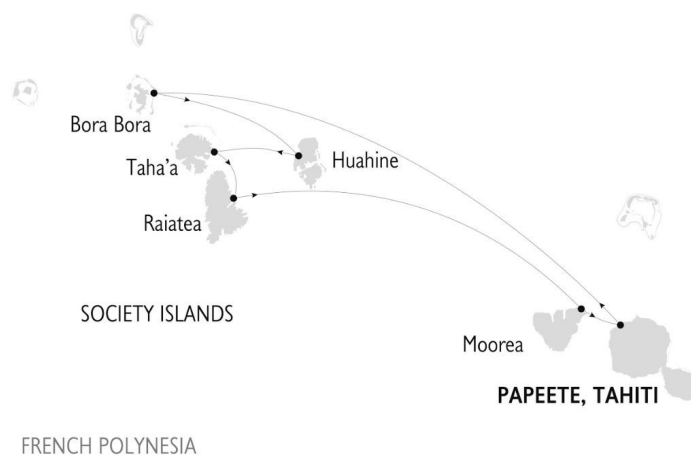 Bora Bora
Taha'a
Huahine
Raiatea
SOCIETY ISLANDS
Moorea
PAPEETE, TAHITI
FRENCH POLYNESIA